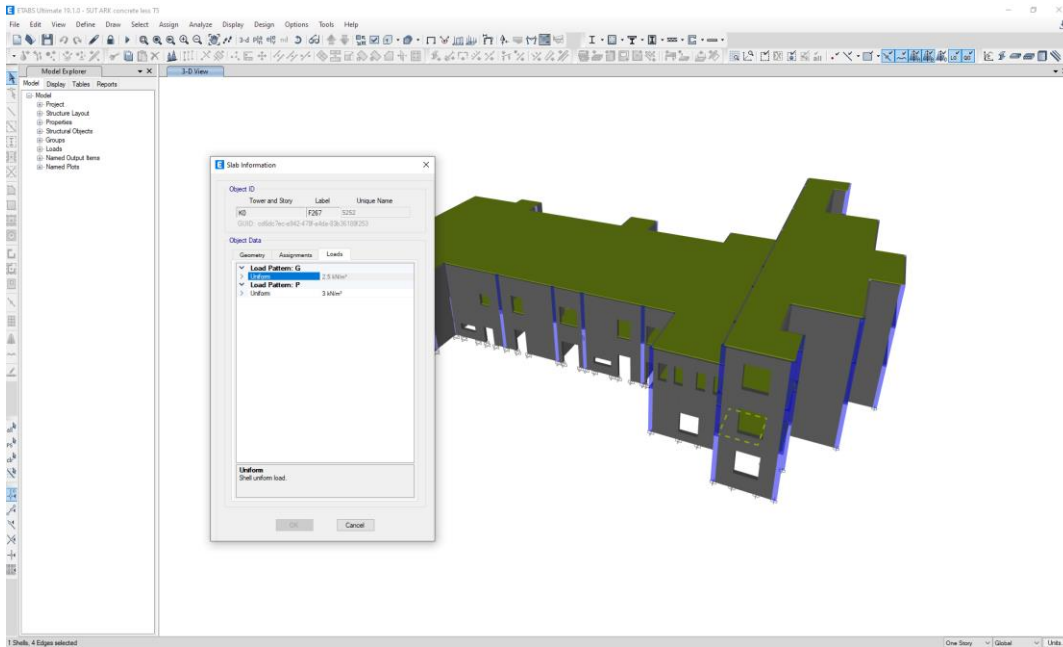 ETABS Ultimate 19.1.0 - SUT ARK concrete less T5
File Edit View Define Draw Select Assign Analyze Display Design Options Tools Help
Model Explorer
3-D View
Model Display Tables Reports
Model
Project
Structure Layout
Properties
Structural Objects
Groups
Loads
Named Output Items
Named Plots
Slab Information
Object ID
Tower and Story Label Unique Name
K0 F267 5252
GUID:
Object Data
Geometry Assignments Loads
Load Pattern: G
Uniform 2.5 kN/m²
Load Pattern: P
Uniform 3 kN/m²
Uniform
Shell uniform load.
OK Cancel
1 Shells, 4 Edges selected
One Story Global Units...